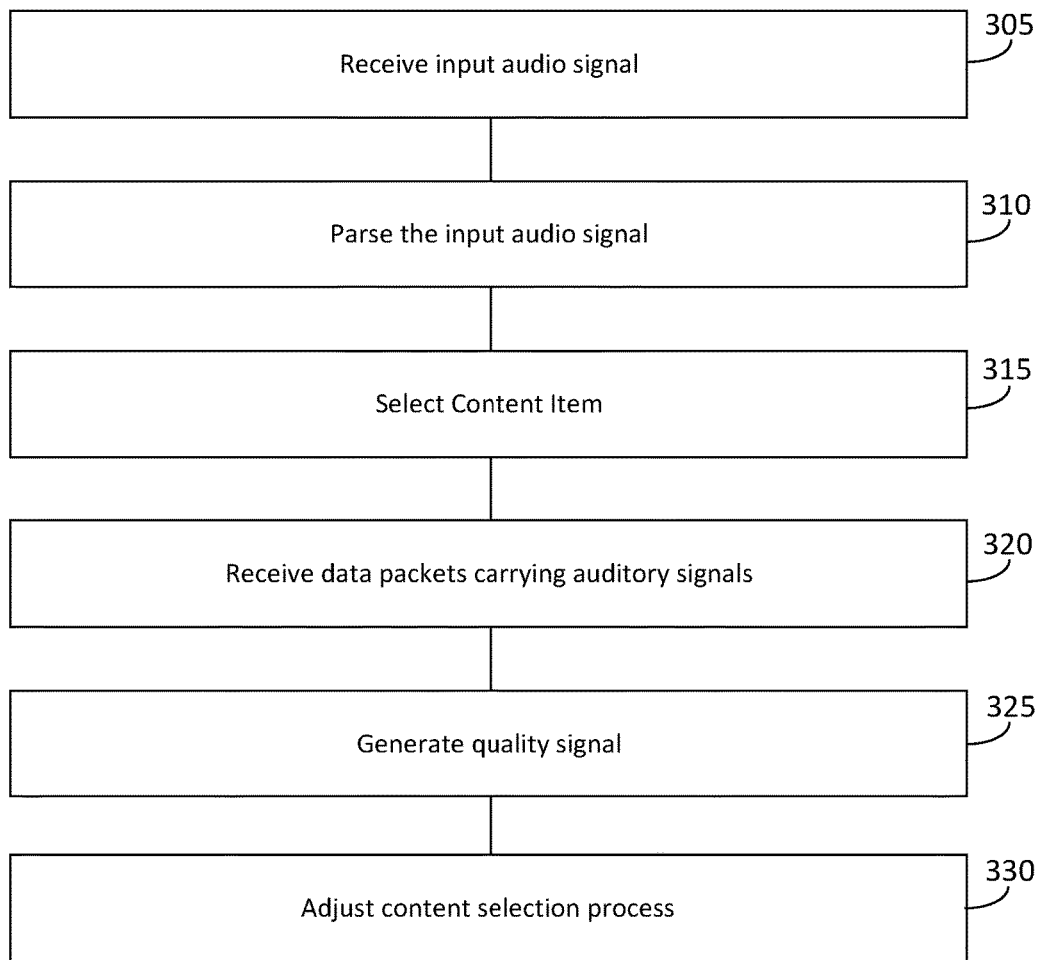 305
Receive input audio signal
310
Parse the input audio signal
315
Select Content Item
320
Receive data packets carrying auditory signals
325
Generate quality signal
330
Adjust content selection process